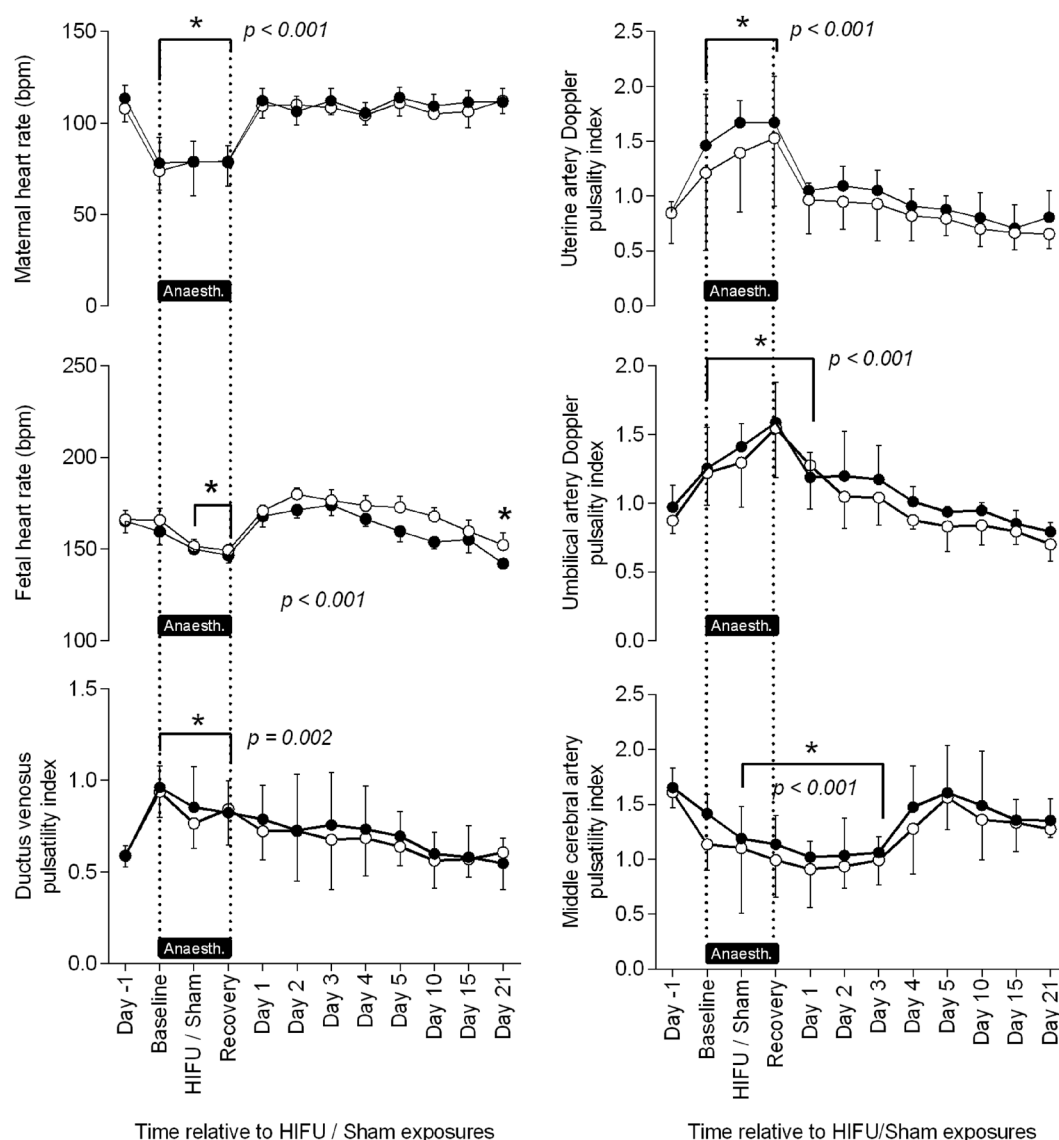 Maternal heart rate (bpm)
150
100
50
0
*
p < 0.001
Anaesth.
Uterine artery Doppler
pulsality index
2.5
2.0
1.5
1.0
0.5
0.0
*
p < 0.001
Anaesth.
Fetal heart rate (bpm)
250
200
150
100
*
*
p < 0.001
Anaesth.
Umbilical artery Doppler
pulsality index
2.0
1.5
1.0
0.5
0.0
*
p < 0.001
Anaesth.
Ductus venosus
pulsatility index
1.5
1.0
0.5
0.0
*
p = 0.002
Anaesth.
Day -1
Baseline
HIFU / Sham
Recovery
Day 1
Day 2
Day 3
Day 4
Day 5
Day 10
Day 15
Day 21
Time relative to HIFU / Sham exposures
Middle cerebral artery
pulsatility index
2.5
2.0
1.5
1.0
0.5
0.0
*
p < 0.001
Anaesth.
Day -1
Baseline
HIFU / Sham
Recovery
Day 1
Day 2
Day 3
Day 4
Day 5
Day 10
Day 15
Day 21
Time relative to HIFU/Sham exposures